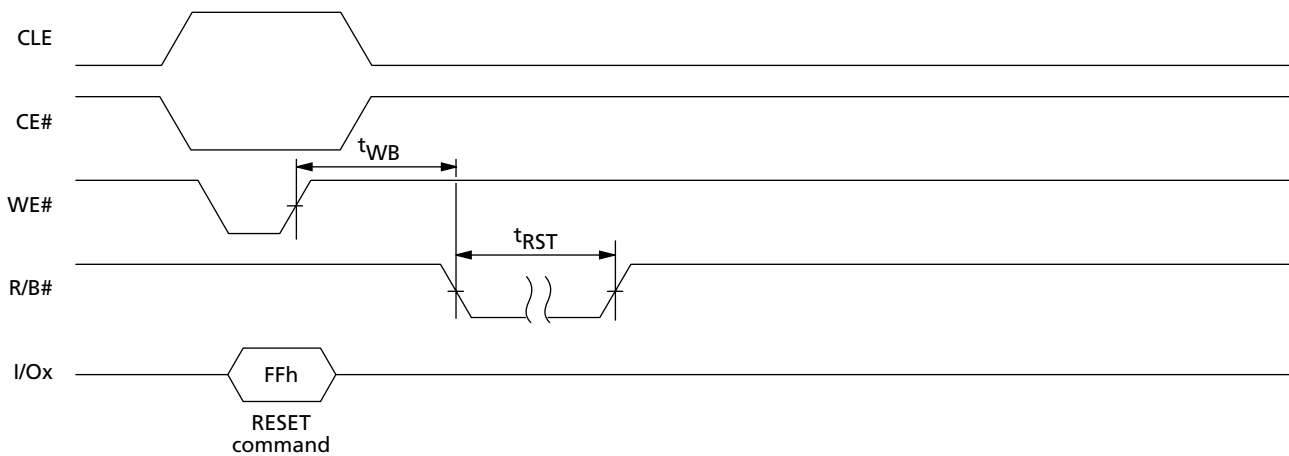 CLE
CE#
tWB
WE#
tRST
R/B#
I/Ox
FFh
RESET
command